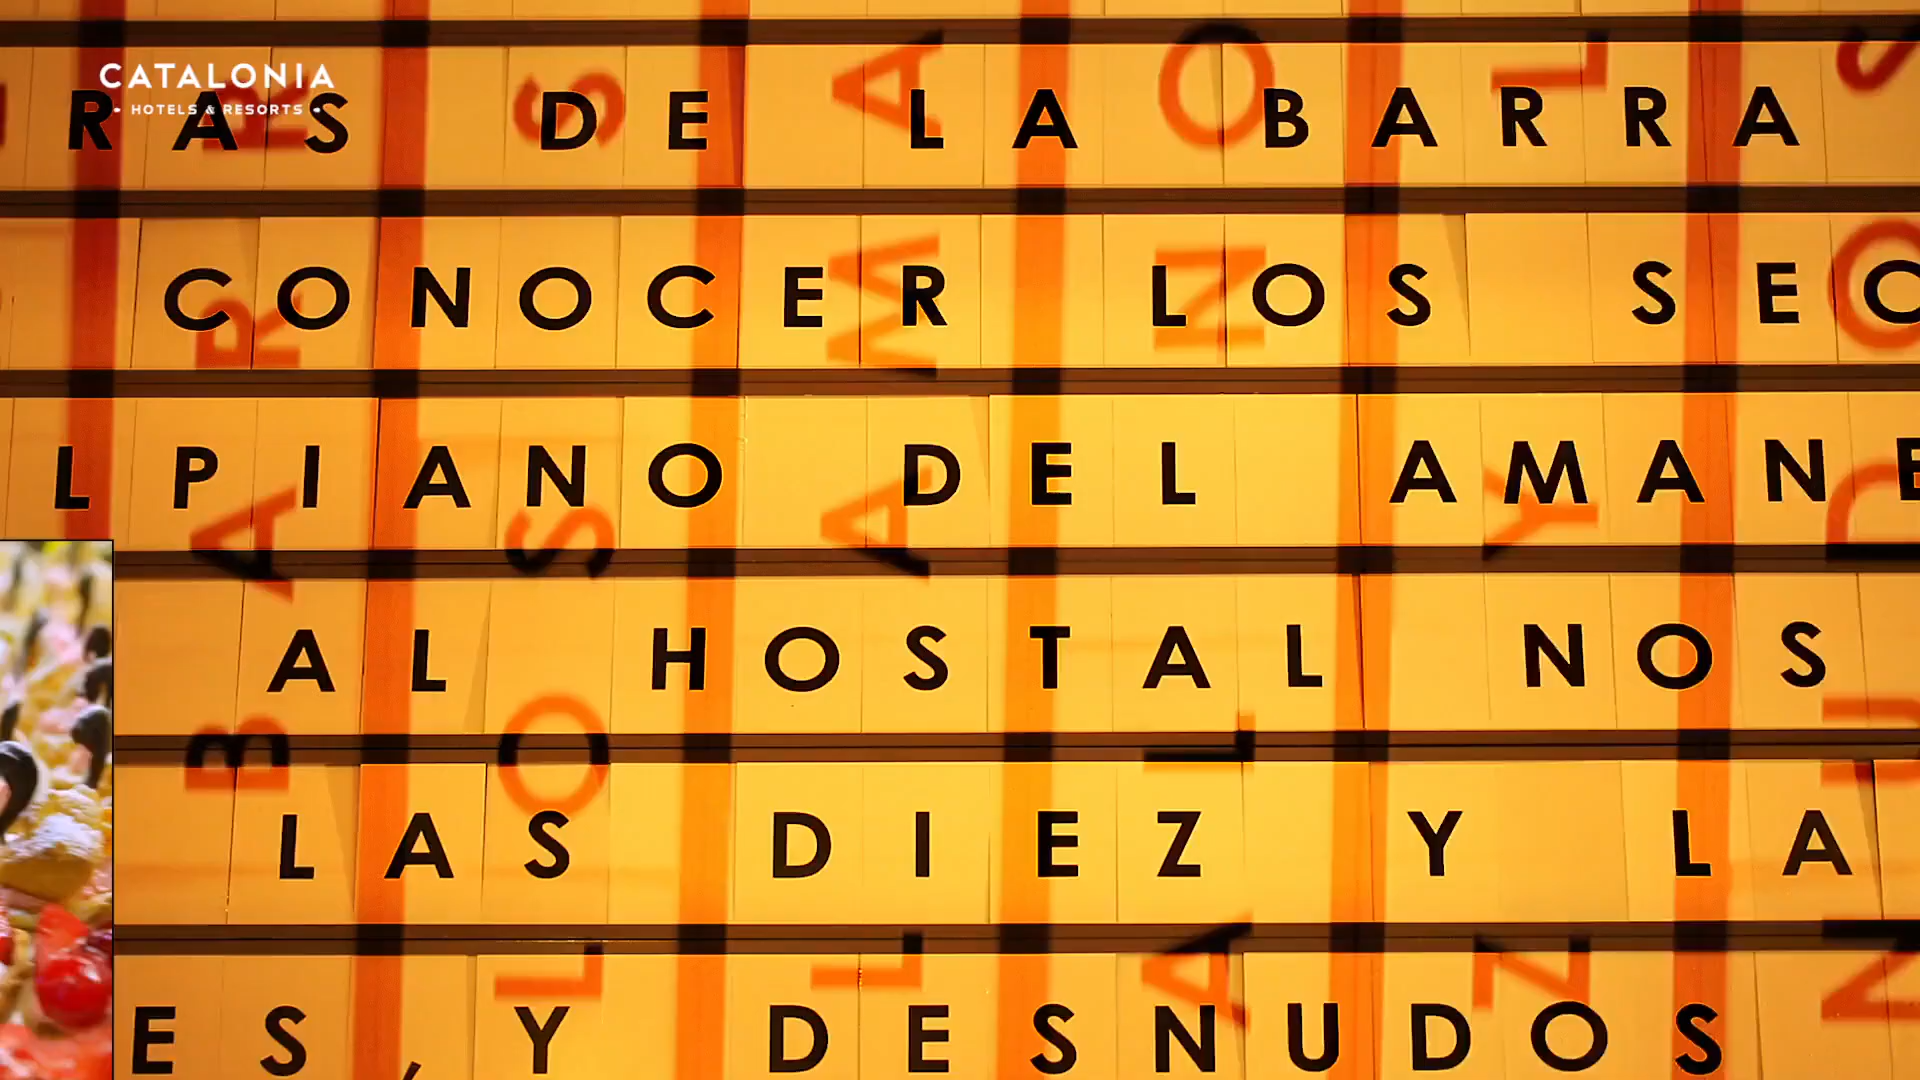 CATALONIA
• HOTELS & RESORTS •
RAS DE LA BARRA
CONOCER LOS SEC
L PIANO DEL AMANE
AL HOSTAL NOS
LAS DIEZ Y LA
ES, Y DESNUDOS